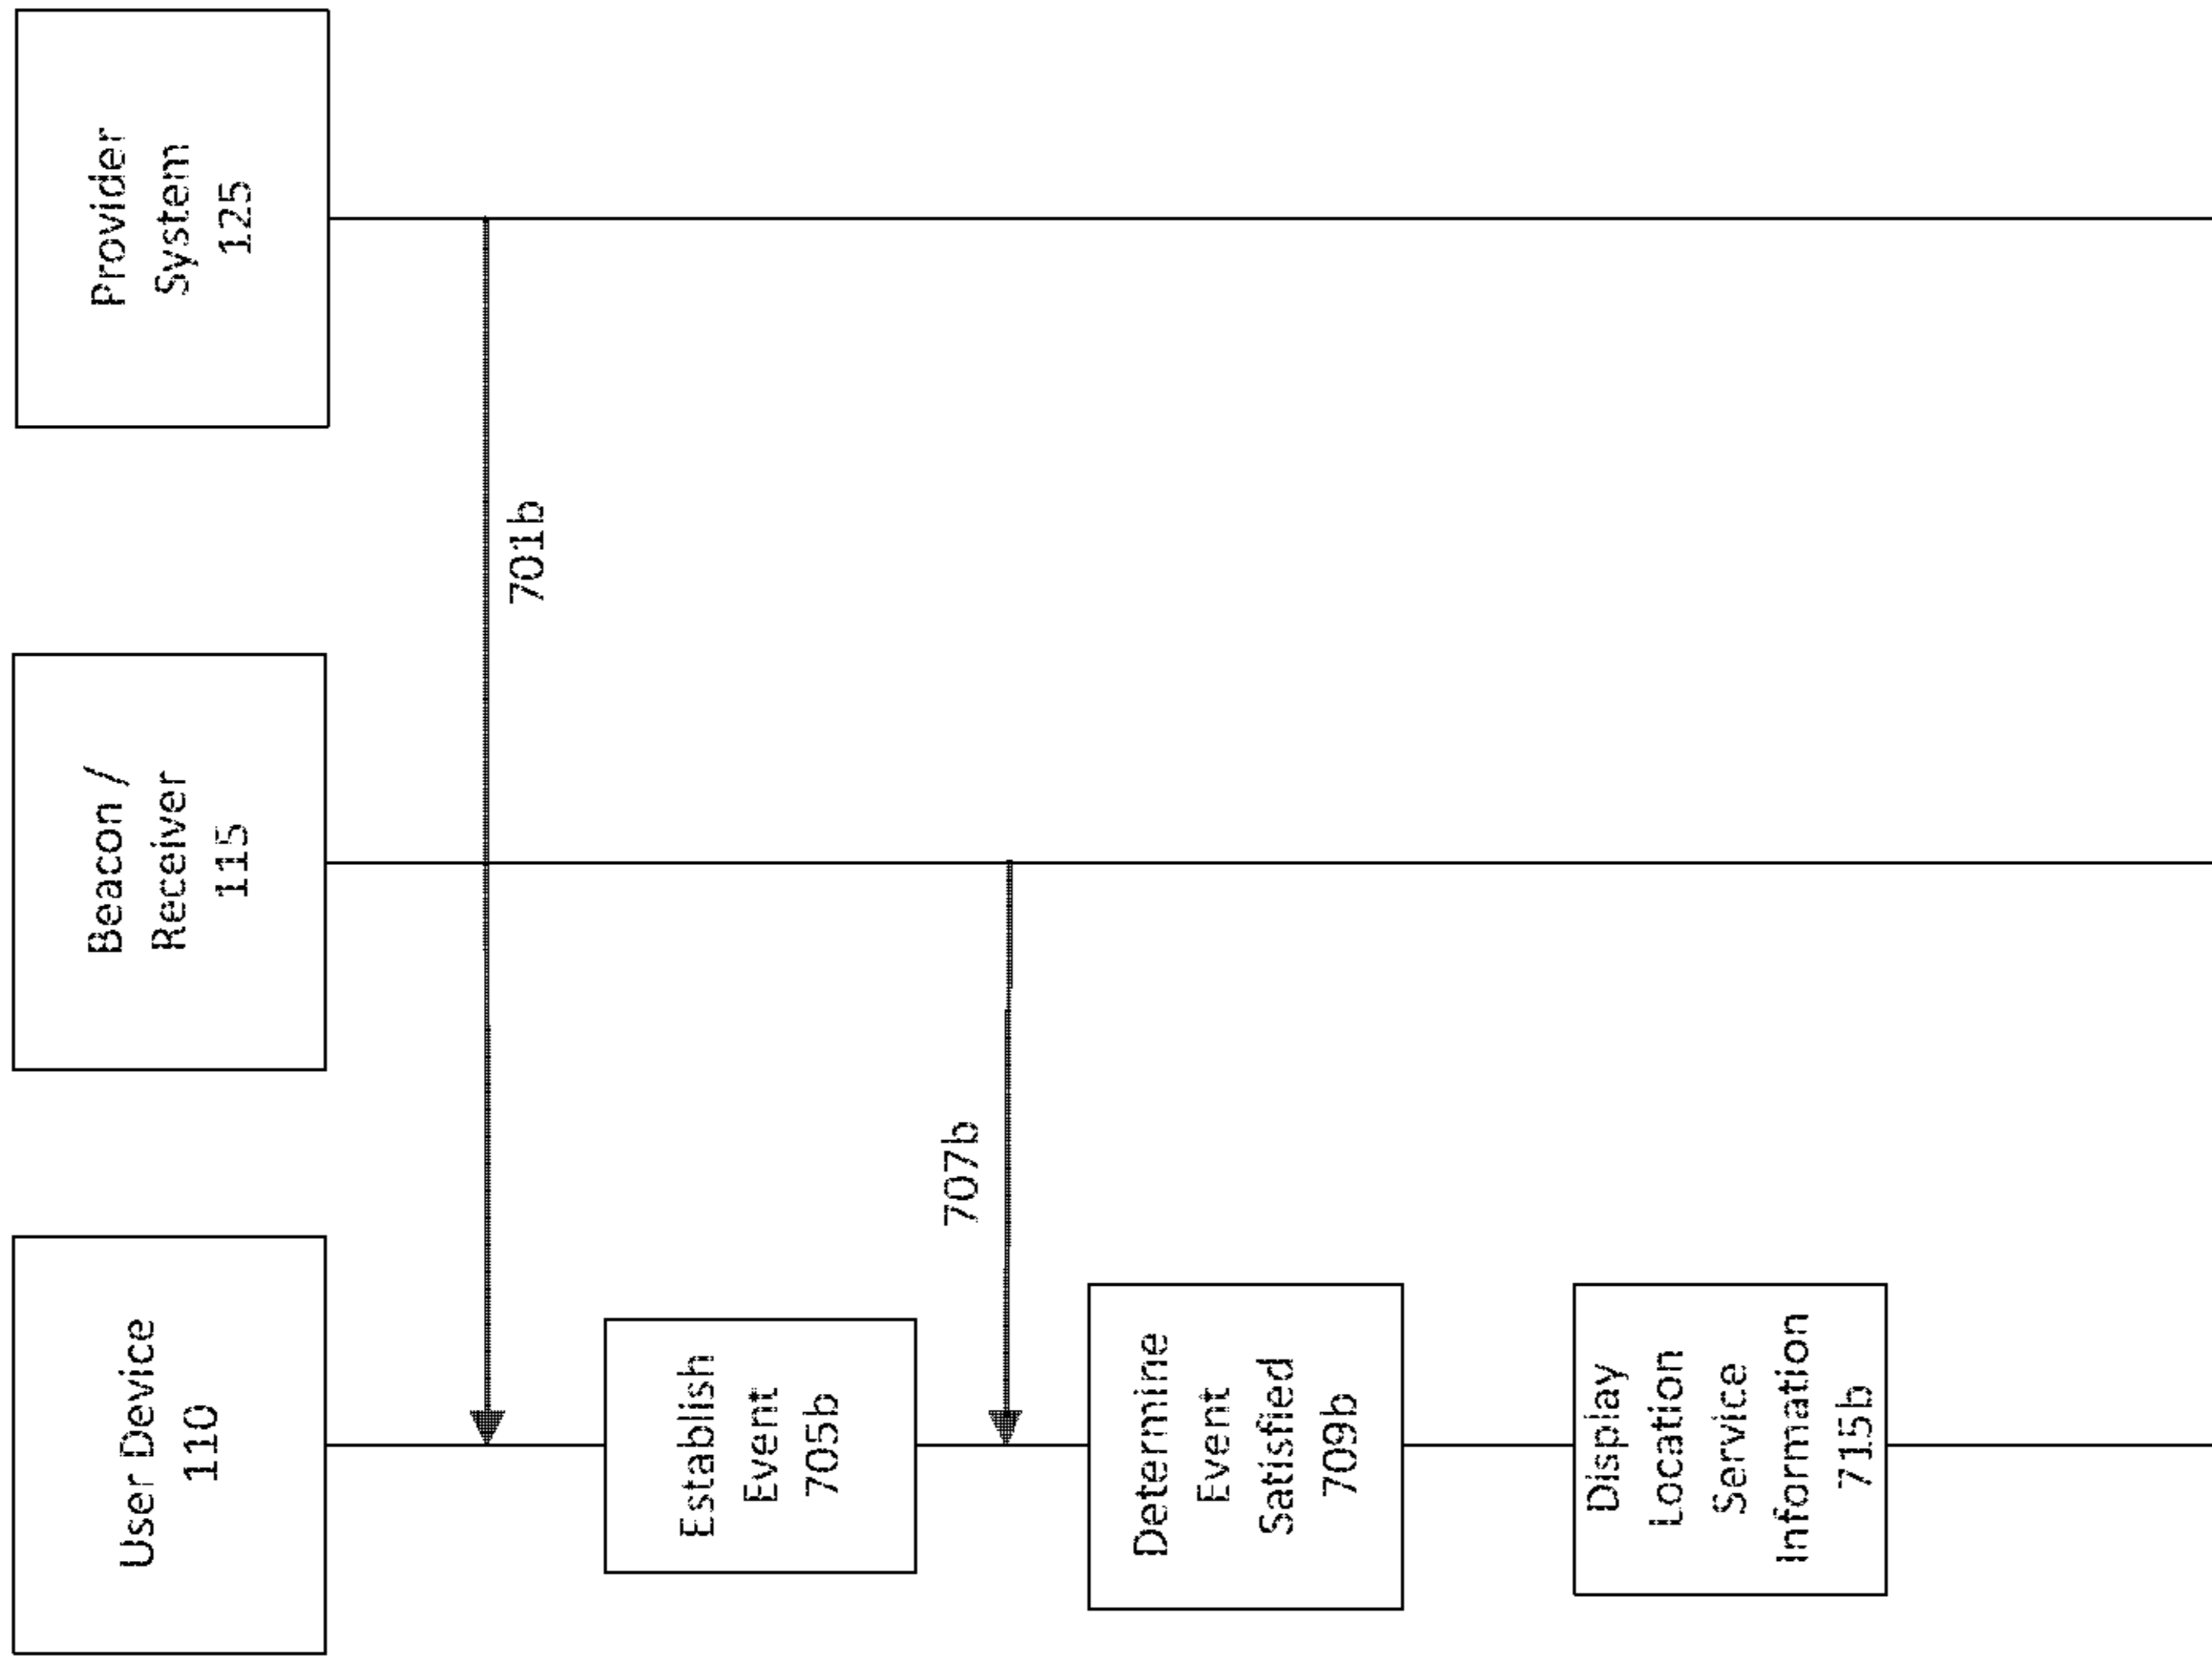 User Device
110
Beacon /
Receiver
115
Provider
System
125
701b
Establish
Event
705b
707b
Determine
Event
Satisfied
709b
Display
Location
Service
Information
715b